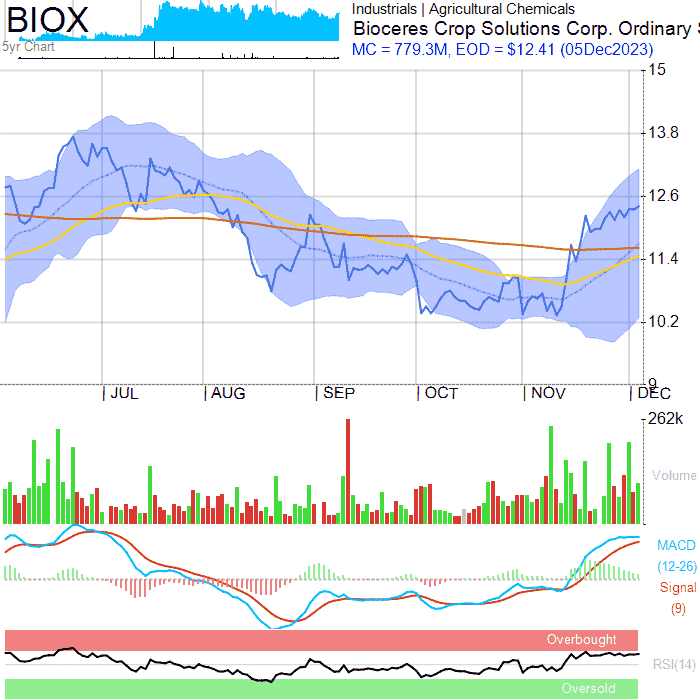 BIOX
5yr Chart
Industrials | Agricultural Chemicals
Bioceres Crop Solutions Corp. Ordinary S
MC = 779.3M, EOD = $12.41 (05Dec2023)
15
13.8
12.6
11.4
10.2
9
JUL AUG SEP OCT NOV DEC
262k
Volume
MACD
(12-26)
Signal
(9)
Overbought
RSI(14)
Oversold